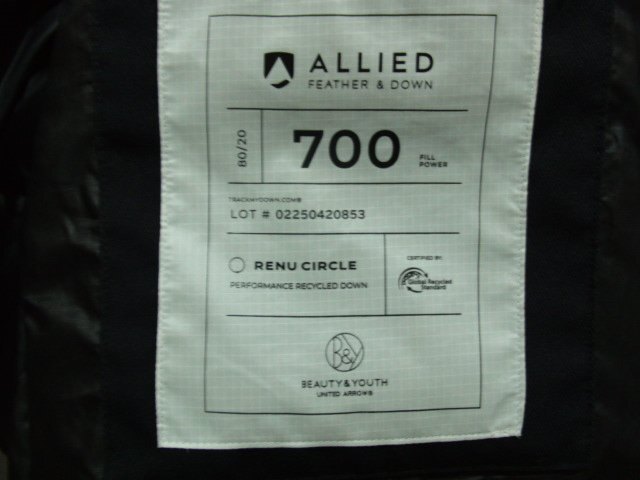 ALLIED
FEATHER & DOWN
80/20
700
FILL
POWER
TRACKMYDOWN.COM®
LOT # 02250420853
RENU CIRCLE
PERFORMANCE RECYCLED DOWN
CERTIFIED BY:
Global Recycled
Standard
B&Y
BEAUTY&YOUTH
UNITED ARROWS